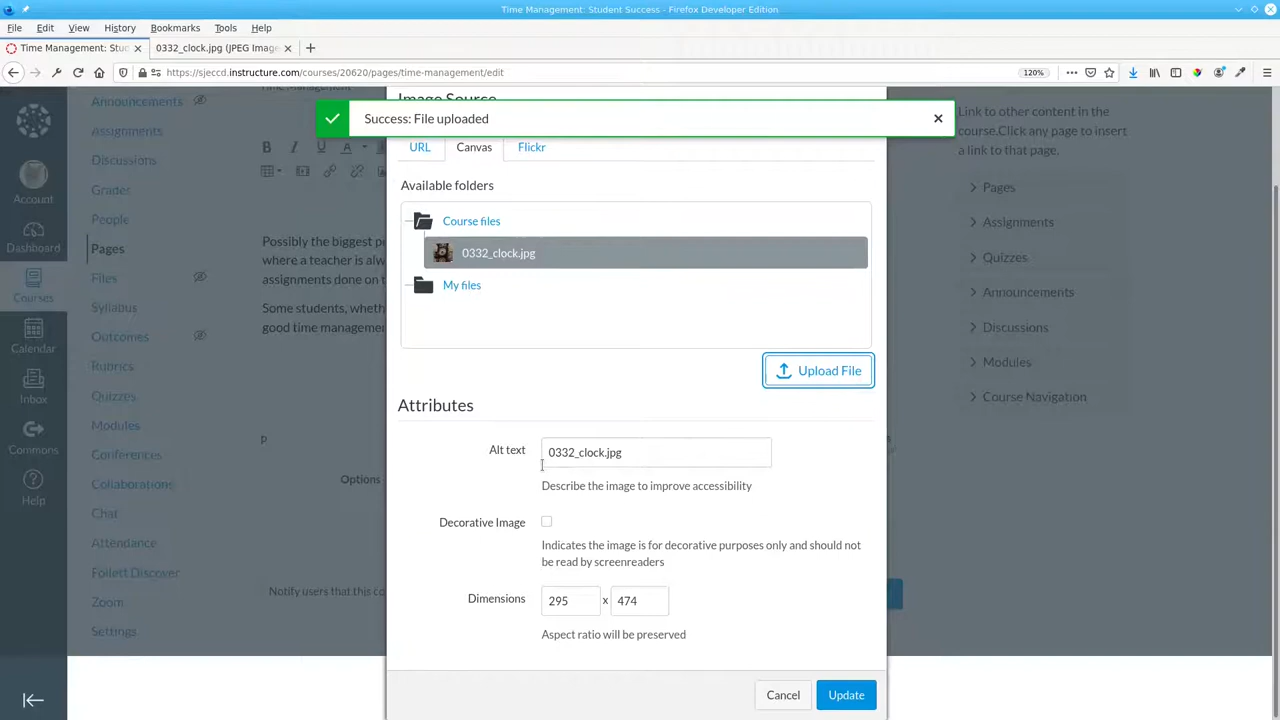 Time Management: Student Success - Firefox Developer Edition
File Edit View History Bookmarks Tools Help
Time Management: Stu
0332_clock.jpg (JPEG Image
https://sjeccd.instructure.com/courses/20620/pages/time-management/edit
120%
Success: File uploaded
Image Source
URL
Canvas
Flickr
Available folders
Course files
0332_clock.jpg
My files
Upload File
Attributes
Alt text
0332_clock.jpg
Describe the image to improve accessibility
Decorative Image
Indicates the image is for decorative purposes only and should not
be read by screenreaders
Dimensions
295 x 474
Aspect ratio will be preserved
Cancel
Update
Account
Dashboard
Courses
Calendar
Inbox
Commons
Help
Announcements
Assignments
Discussions
Grades
People
Pages
Files
Syllabus
Outcomes
Rubrics
Quizzes
Modules
Conferences
Collaborations
Chat
Attendance
Follett Discover
Zoom
Settings
Time Management
B I U A
Possibly the biggest
where a teacher is
assignments done on
Some students,
good time
p
Options
Notify users that this
Link to other content in the
course.Click any page to insert
a link to that page.
Pages
Assignments
Quizzes
Announcements
Discussions
Modules
Course Navigation